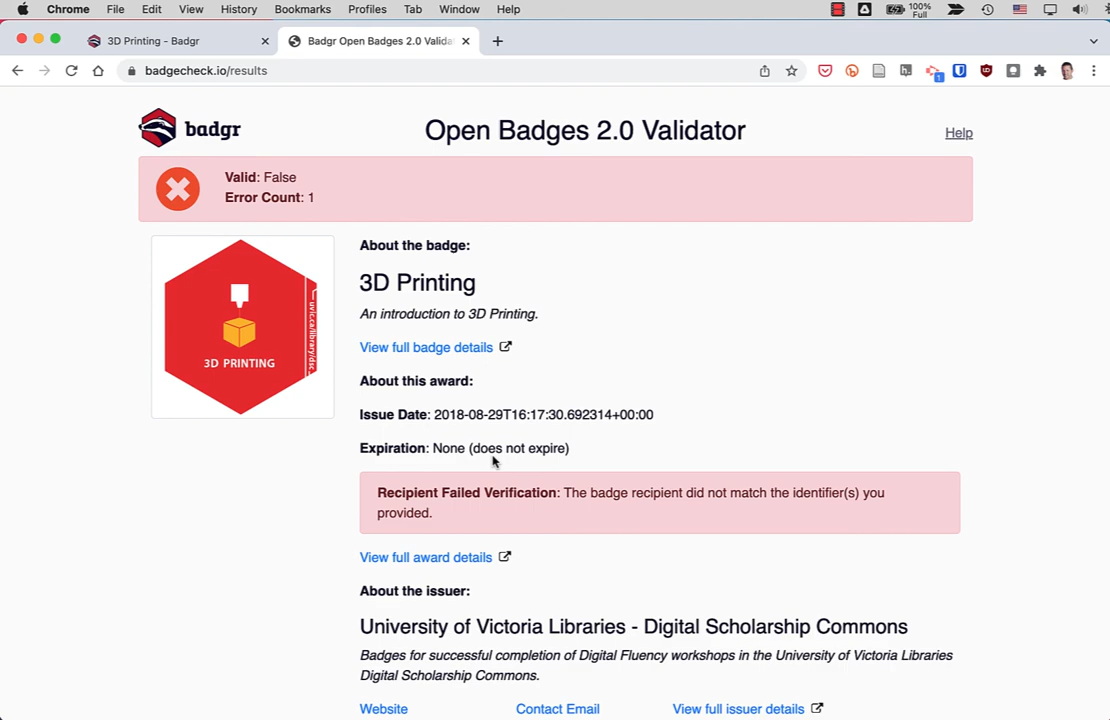 Chrome File Edit View History Bookmarks Profiles Tab Window Help 100% Full
3D Printing - Badgr Badgr Open Badges 2.0 Valida
badgecheck.io/results
1
badgr Open Badges 2.0 Validator Help
Valid: False
Error Count: 1
About the badge:
3D Printing
An introduction to 3D Printing.
View full badge details
uvic.ca/library/dsc
3D PRINTING
About this award:
Issue Date: 2018-08-29T16:17:30.692314+00:00
Expiration: None (does not expire)
Recipient Failed Verification: The badge recipient did not match the identifier(s) you
provided.
View full award details
About the issuer:
University of Victoria Libraries - Digital Scholarship Commons
Badges for successful completion of Digital Fluency workshops in the University of Victoria Libraries
Digital Scholarship Commons.
Website Contact Email View full issuer details